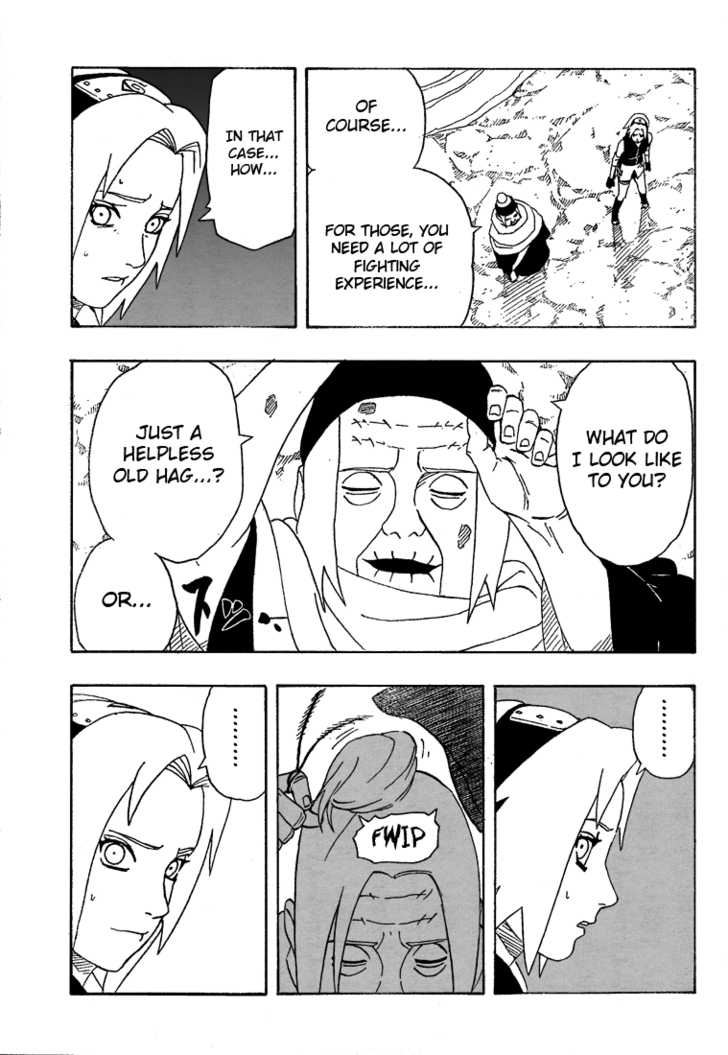 OF
COURSE...
FOR THOSE, YOU
NEED A LOT OF
FIGHTING
EXPERIENCE...
IN THAT
CASE...
HOW...
WHAT DO
I LOOK LIKE
TO YOU?
JUST A
HELPLESS
OLD HAG...?
OR...
.........
FWIP
.........